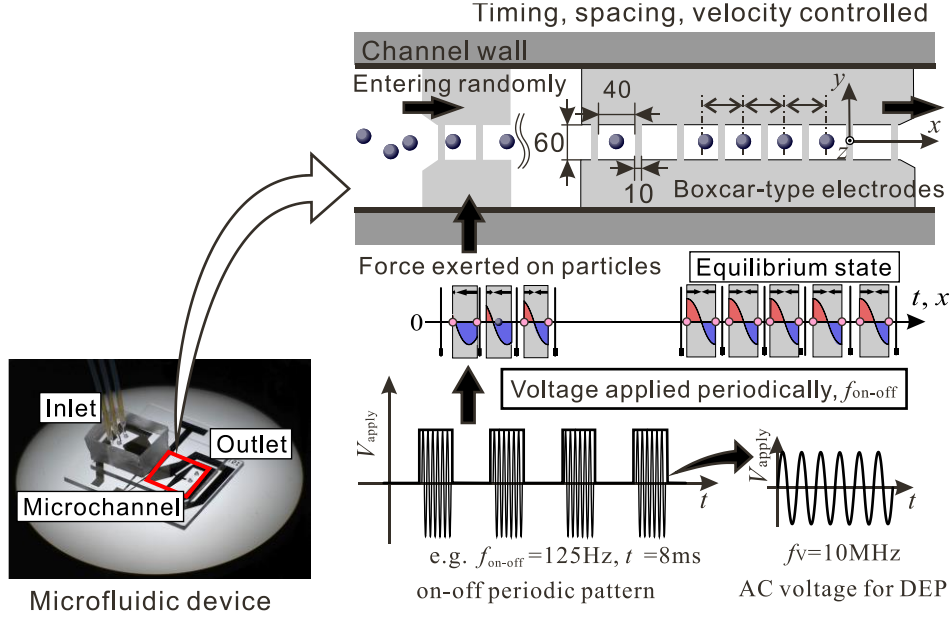 Timing, spacing, velocity controlled
Channel wall
Entering randomly
40
60
10
y
x
z
Boxcar-type electrodes
Force exerted on particles
Equilibrium state
0
t, x
Voltage applied periodically, fon-off
Inlet
Outlet
Microchannel
Microfluidic device
Vapply
t
Vapply
t
e.g. fon-off=125Hz, t =8ms
on-off periodic pattern
fV=10MHz
AC voltage for DEP